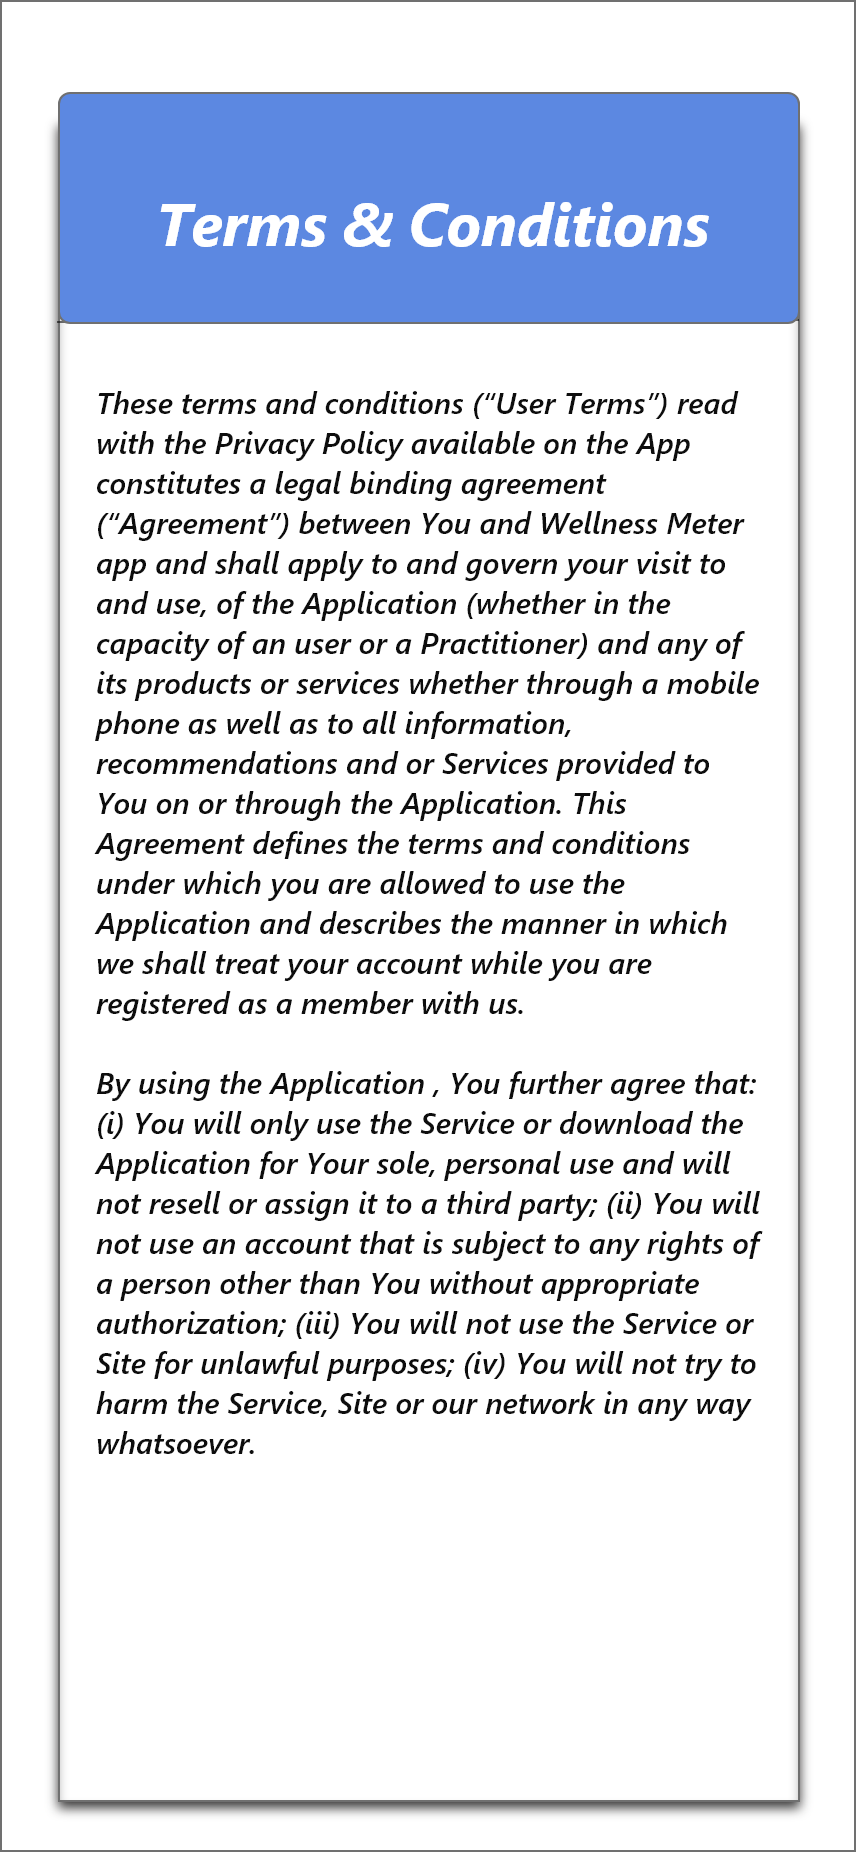 Terms & Conditions
These terms and conditions (“User Terms”) read
with the Privacy Policy available on the App
constitutes a legal binding agreement
(“Agreement”) between You and Wellness Meter
app and shall apply to and govern your visit to
and use, of the Application (whether in the
capacity of an user or a Practitioner) and any of
its products or services whether through a mobile
phone as well as to all information,
recommendations and or Services provided to
You on or through the Application. This
Agreement defines the terms and conditions
under which you are allowed to use the
Application and describes the manner in which
we shall treat your account while you are
registered as a member with us.
By using the Application , You further agree that:
(i) You will only use the Service or download the
Application for Your sole, personal use and will
not resell or assign it to a third party; (ii) You will
not use an account that is subject to any rights of
a person other than You without appropriate
authorization; (iii) You will not use the Service or
Site for unlawful purposes; (iv) You will not try to
harm the Service, Site or our network in any way
whatsoever.